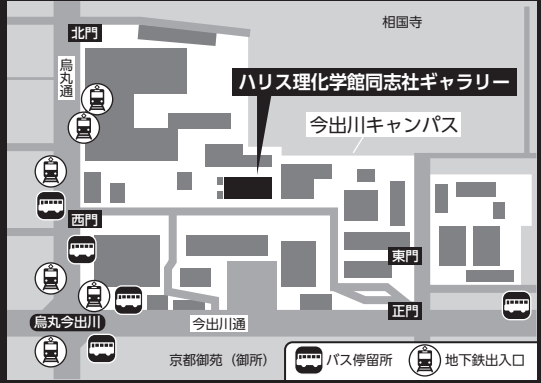 相国寺
北門
烏丸通
ハリス理化学館同志社ギャラリー
今出川キャンパス
西門
東門
正門
烏丸今出川
今出川通
京都御苑（御所）
バス停留所
地下鉄出入口